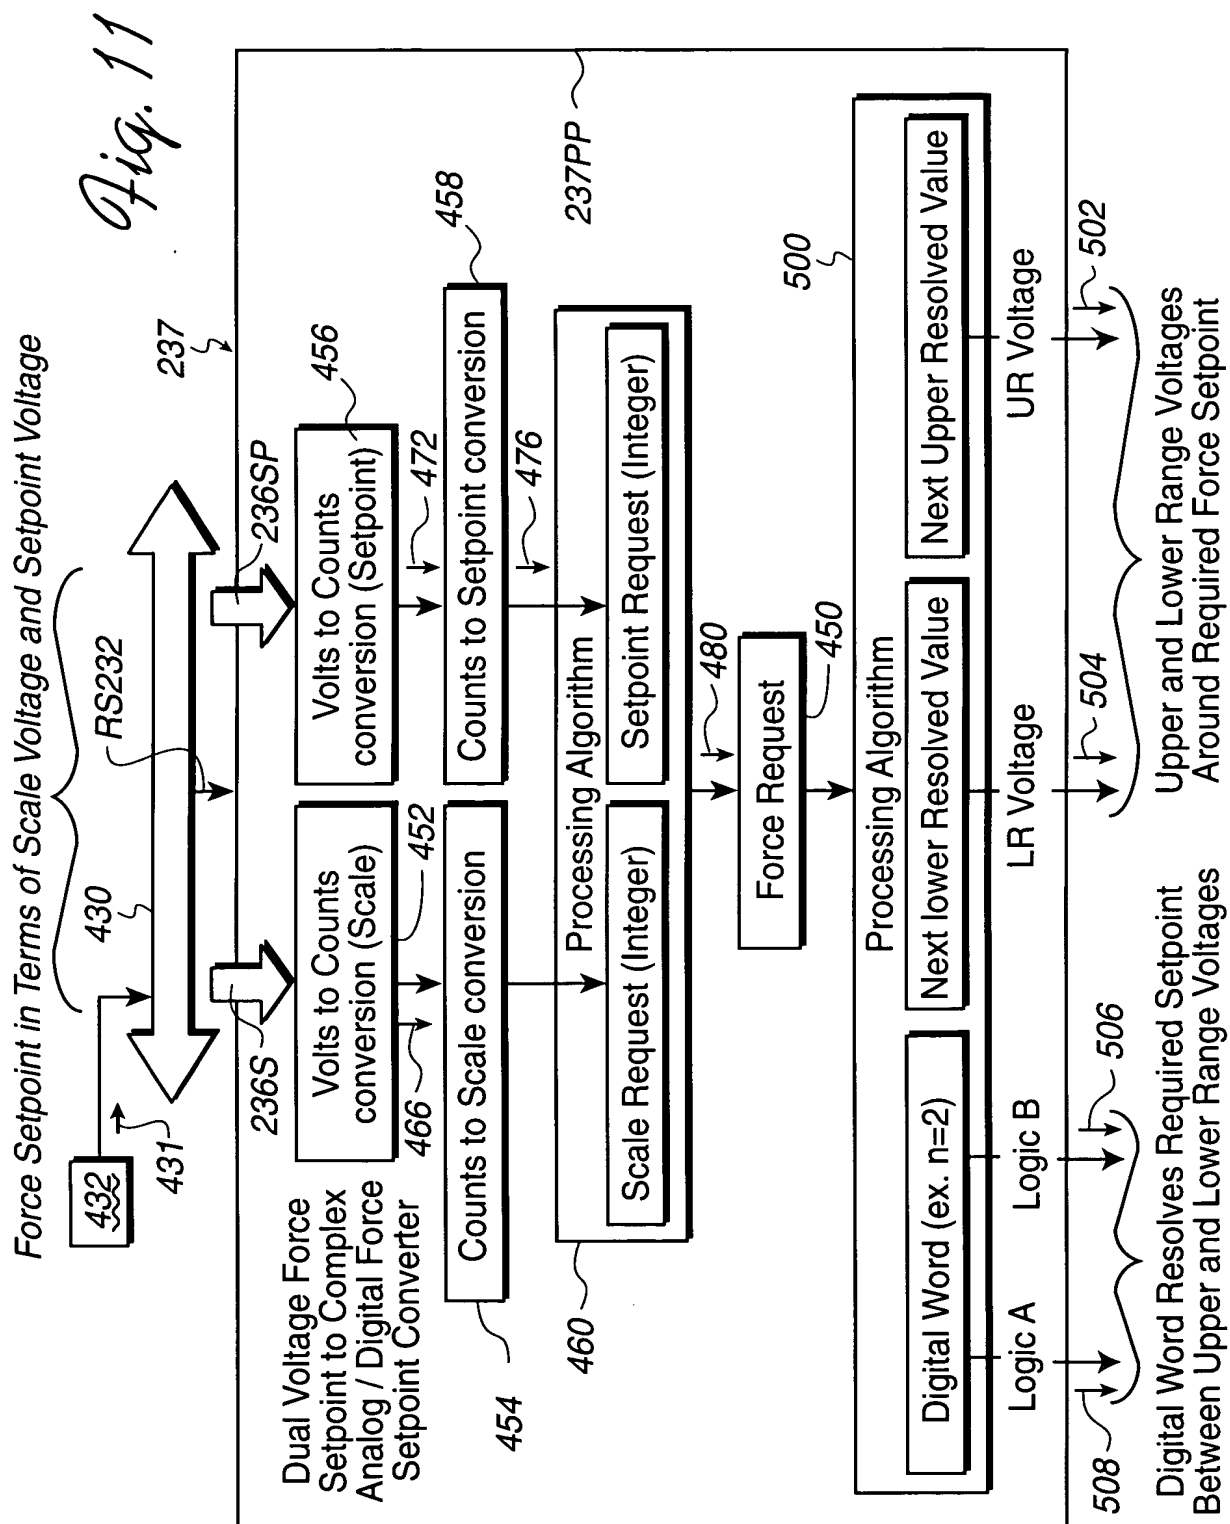 Fig. 11
Force Setpoint in Terms of Scale Voltage and Setpoint Voltage
432
431
430
RS232
237
236S
236SP
Dual Voltage Force
Setpoint to Complex
Analog / Digital Force
Setpoint Converter
Volts to Counts
conversion (Scale)
452
Volts to Counts
conversion (Setpoint)
456
466
472
458
Counts to Scale conversion
454
Counts to Setpoint conversion
476
237PP
Processing Algorithm
Scale Request (Integer)
Setpoint Request (Integer)
460
480
Force Request
450
500
Processing Algorithm
Digital Word (ex. n=2)
Next lower Resolved Value
Next Upper Resolved Value
Logic A
Logic B
LR Voltage
UR Voltage
508
506
504
502
Digital Word Resolves Required Setpoint
Between Upper and Lower Range Voltages
Upper and Lower Range Voltages
Around Required Force Setpoint